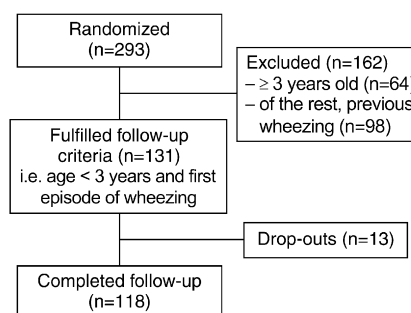 Randomized
(n=293)
Excluded (n=162)
– ≥ 3 years old (n=64)
– of the rest, previous
wheezing (n=98)
Fulfilled follow-up
criteria (n=131)
i.e. age < 3 years and first
episode of wheezing
Drop-outs (n=13)
Completed follow-up
(n=118)